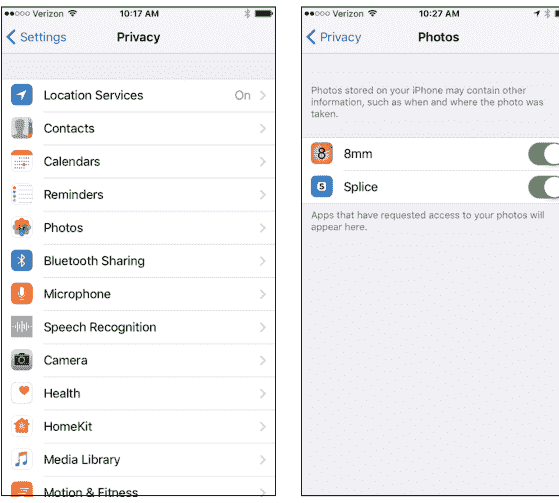 Verizon 10:17 AM
Settings Privacy
Location Services On
Contacts
Calendars
Reminders
Photos
Bluetooth Sharing
Microphone
Speech Recognition
Camera
Health
HomeKit
Media Library
Motion & Fitness
Verizon 10:27 AM
Privacy Photos
Photos stored on your iPhone may contain other
information, such as when and where the photo was
taken.
8 8mm
S Splice
Apps that have requested access to your photos will
appear here.